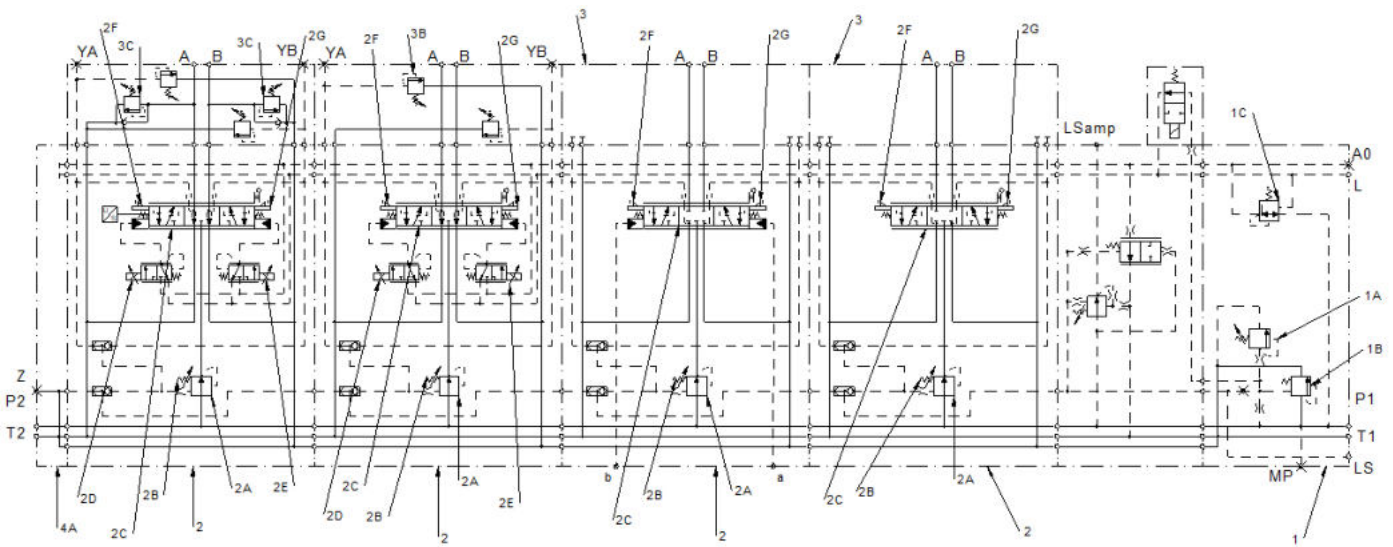 2F
3C
3C
2G
2F
3B
2G
3
2F
2G
3
2F
2G
YA
A
B
YB
YA
A
B
YB
A
B
A
B
LSamp
1C
A0
L
1A
1B
Z
P2
P1
T2
T1
LS
MP
b
a
2D
2B
2A
2E
2D
2C
2B
2A
2E
2C
2B
2A
2C
2B
2A
4A
2C
2
2
2
2
1